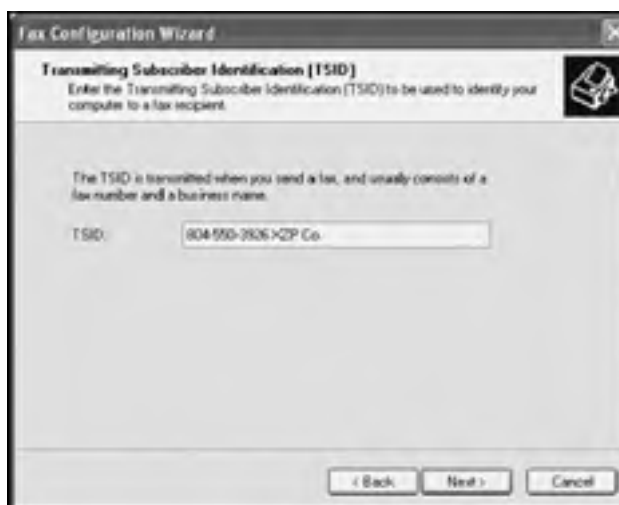 Fax Configuration Wizard
Transmitting Subscriber Identification (TSID)
Enter the Transmitting Subscriber Identification (TSID) to be used to identify your
computer to a fax recipient.
The TSID is transmitted when you send a fax, and usually consists of a
fax number and a business name.
TSID: 804-550-3926 XZP Co.
< Back Next > Cancel